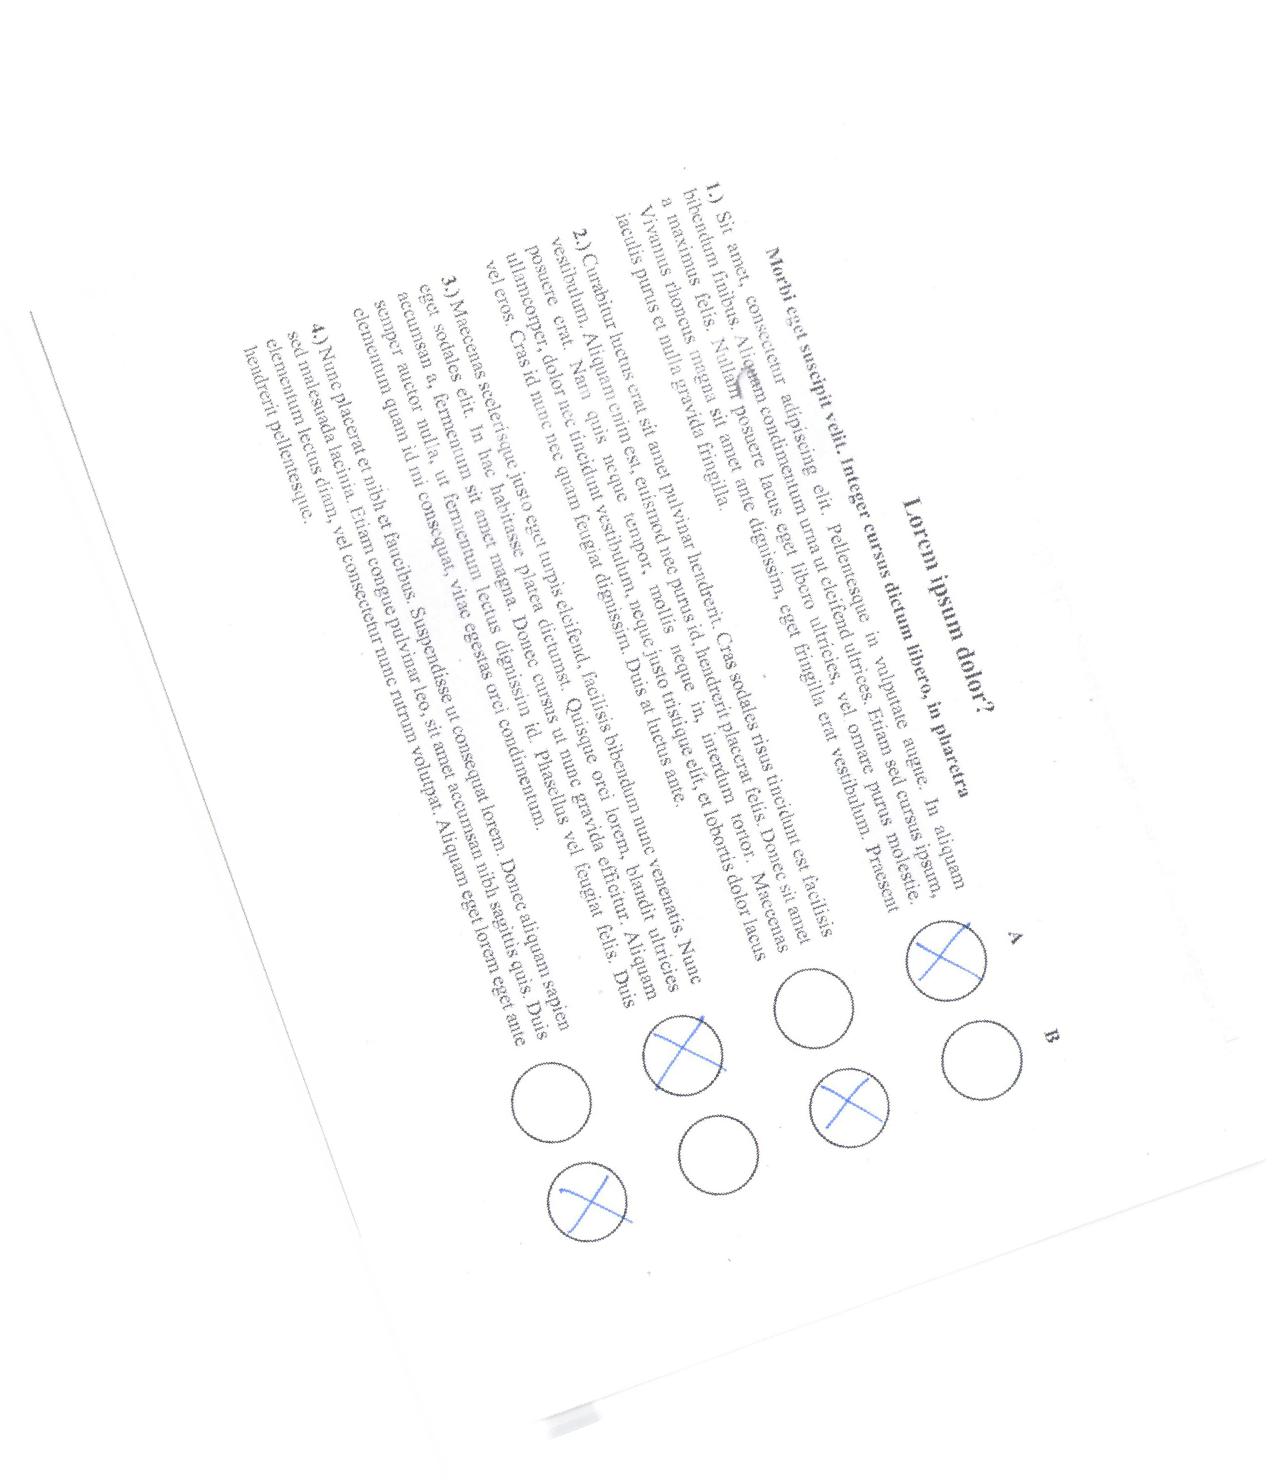 Lorem ipsum dolor?
Morbi eget suscipit velit. Integer cursus dictum libero, in pharetra
A B
1.) Sit amet, consectetur adipiscing elit. Pellentesque in vulputate augue. In aliquam
bibendum finibus. Aliquam condimentum urna ut eleifend ultrices. Etiam sed cursus ipsum,
a maximus felis. Nullam posuere lacus eget libero ultricies, vel ornare purus molestie.
Vivamus rhoncus magna sit amet ante dignissim, eget fringilla erat vestibulum. Praesent
iaculis purus et nulla gravida fringilla.
2.) Curabitur luctus erat sit amet pulvinar hendrerit. Cras sodales risus tincidunt est facilisis
vestibulum. Aliquam enim est, euismod nec purus id, hendrerit placerat felis. Donec sit amet
posuere erat. Nam quis neque tempor, mollis neque in, interdum tortor. Maecenas
ullamcorper, dolor nec tincidunt vestibulum, neque justo tristique elit, et lobortis dolor lacus
vel eros. Cras id nunc nec quam feugiat dignissim. Duis at luctus ante.
3.) Maecenas scelerisque justo eget turpis eleifend, facilisis bibendum nunc venenatis. Nunc
eget sodales elit. In hac habitasse platea dictumst. Quisque orci lorem, blandit ultricies
accumsan a, fermentum sit amet magna. Donec cursus ut nunc gravida efficitur. Aliquam
semper auctor nulla, ut fermentum lectus dignissim id. Phasellus vel feugiat felis. Duis
elementum quam id mi consequat, vitae egestas orci condimentum.
4.) Nunc placerat et nibh et faucibus. Suspendisse ut consequat lorem. Donec aliquam sapien
sed malesuada lacinia. Etiam congue pulvinar leo, sit amet accumsan nibh sagittis quis. Duis
elementum lectus diam, vel consectetur nunc rutrum volutpat. Aliquam eget lorem eget ante
hendrerit pellentesque.